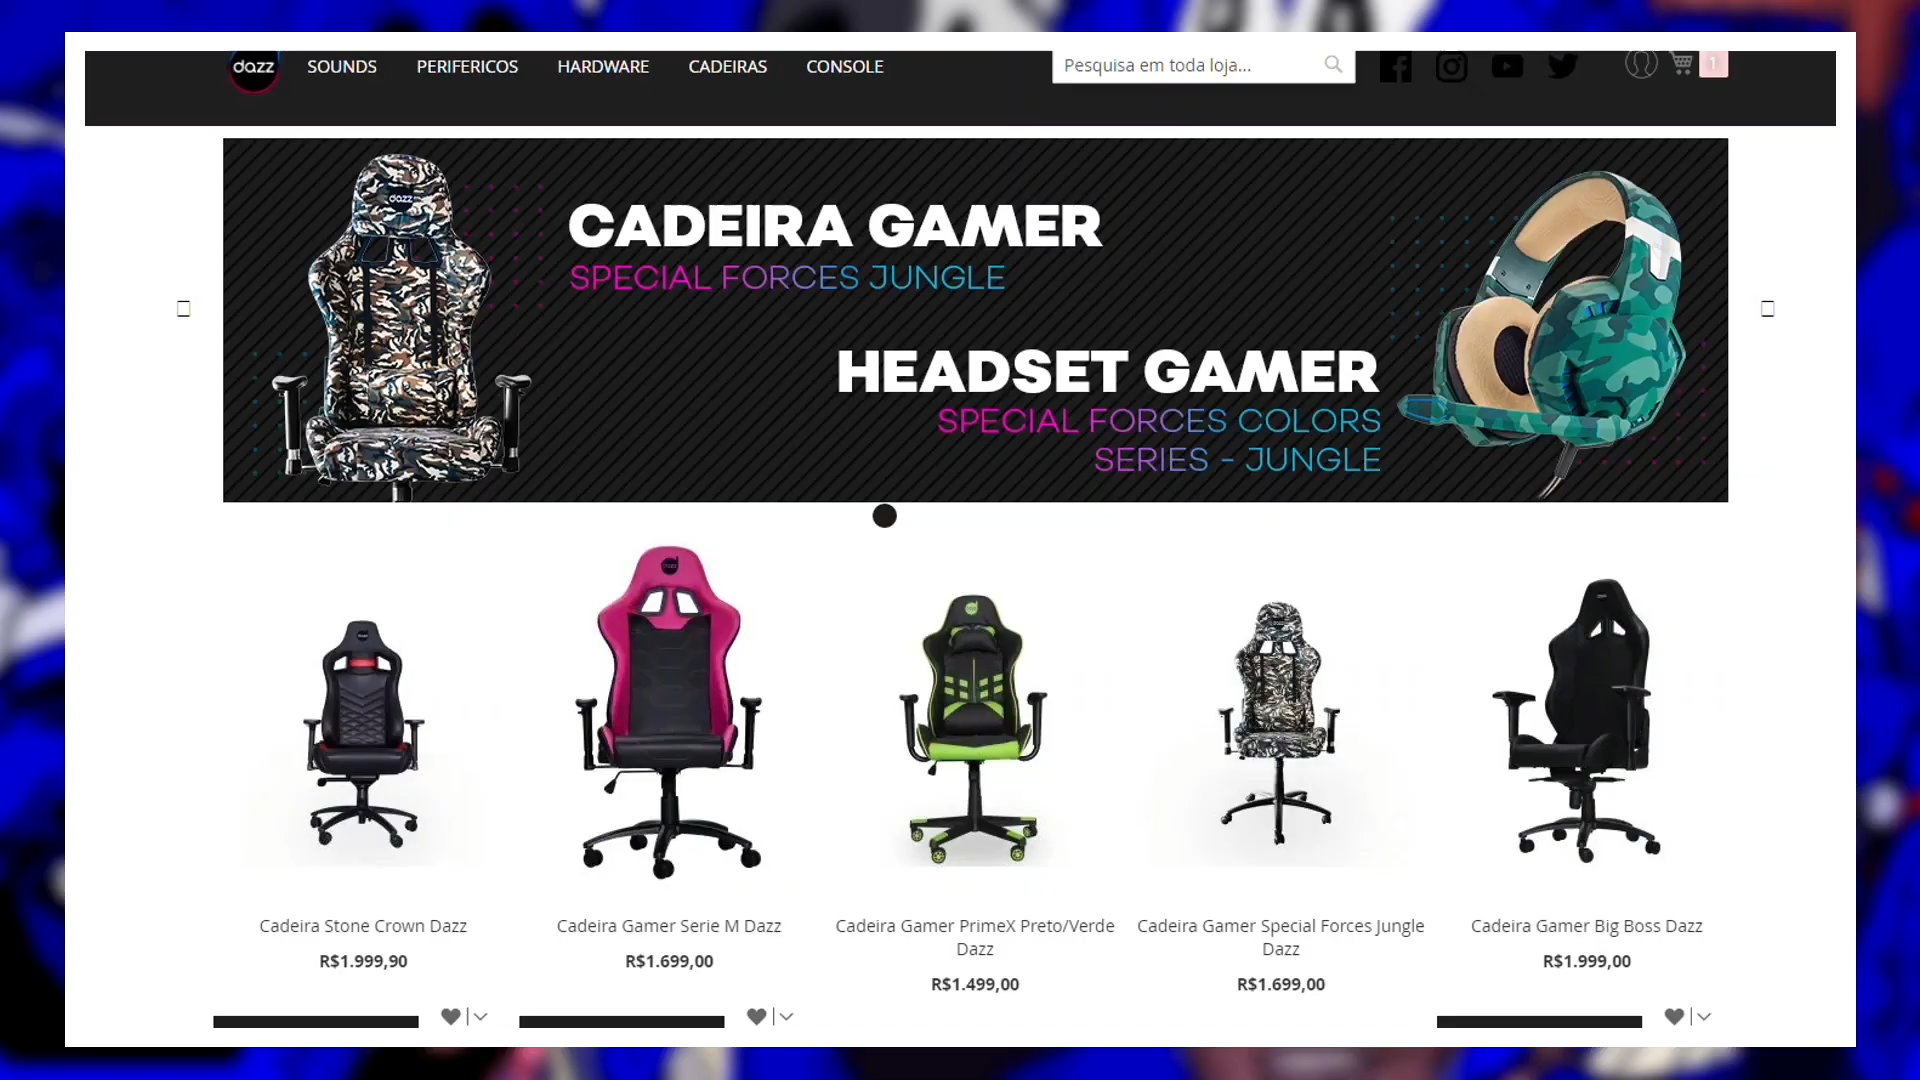 dazz SOUNDS PERIFERICOS HARDWARE CADEIRAS CONSOLE Pesquisa em toda loja... 1
dazz
CADEIRA GAMER
SPECIAL FORCES JUNGLE
HEADSET GAMER
SPECIAL FORCES COLORS
SERIES - JUNGLE
Cadeira Stone Crown Dazz
R$1.999,90
Cadeira Gamer Serie M Dazz
R$1.699,00
Cadeira Gamer PrimeX Preto/Verde
Dazz
R$1.499,00
Cadeira Gamer Special Forces Jungle
Dazz
R$1.699,00
Cadeira Gamer Big Boss Dazz
R$1.999,00